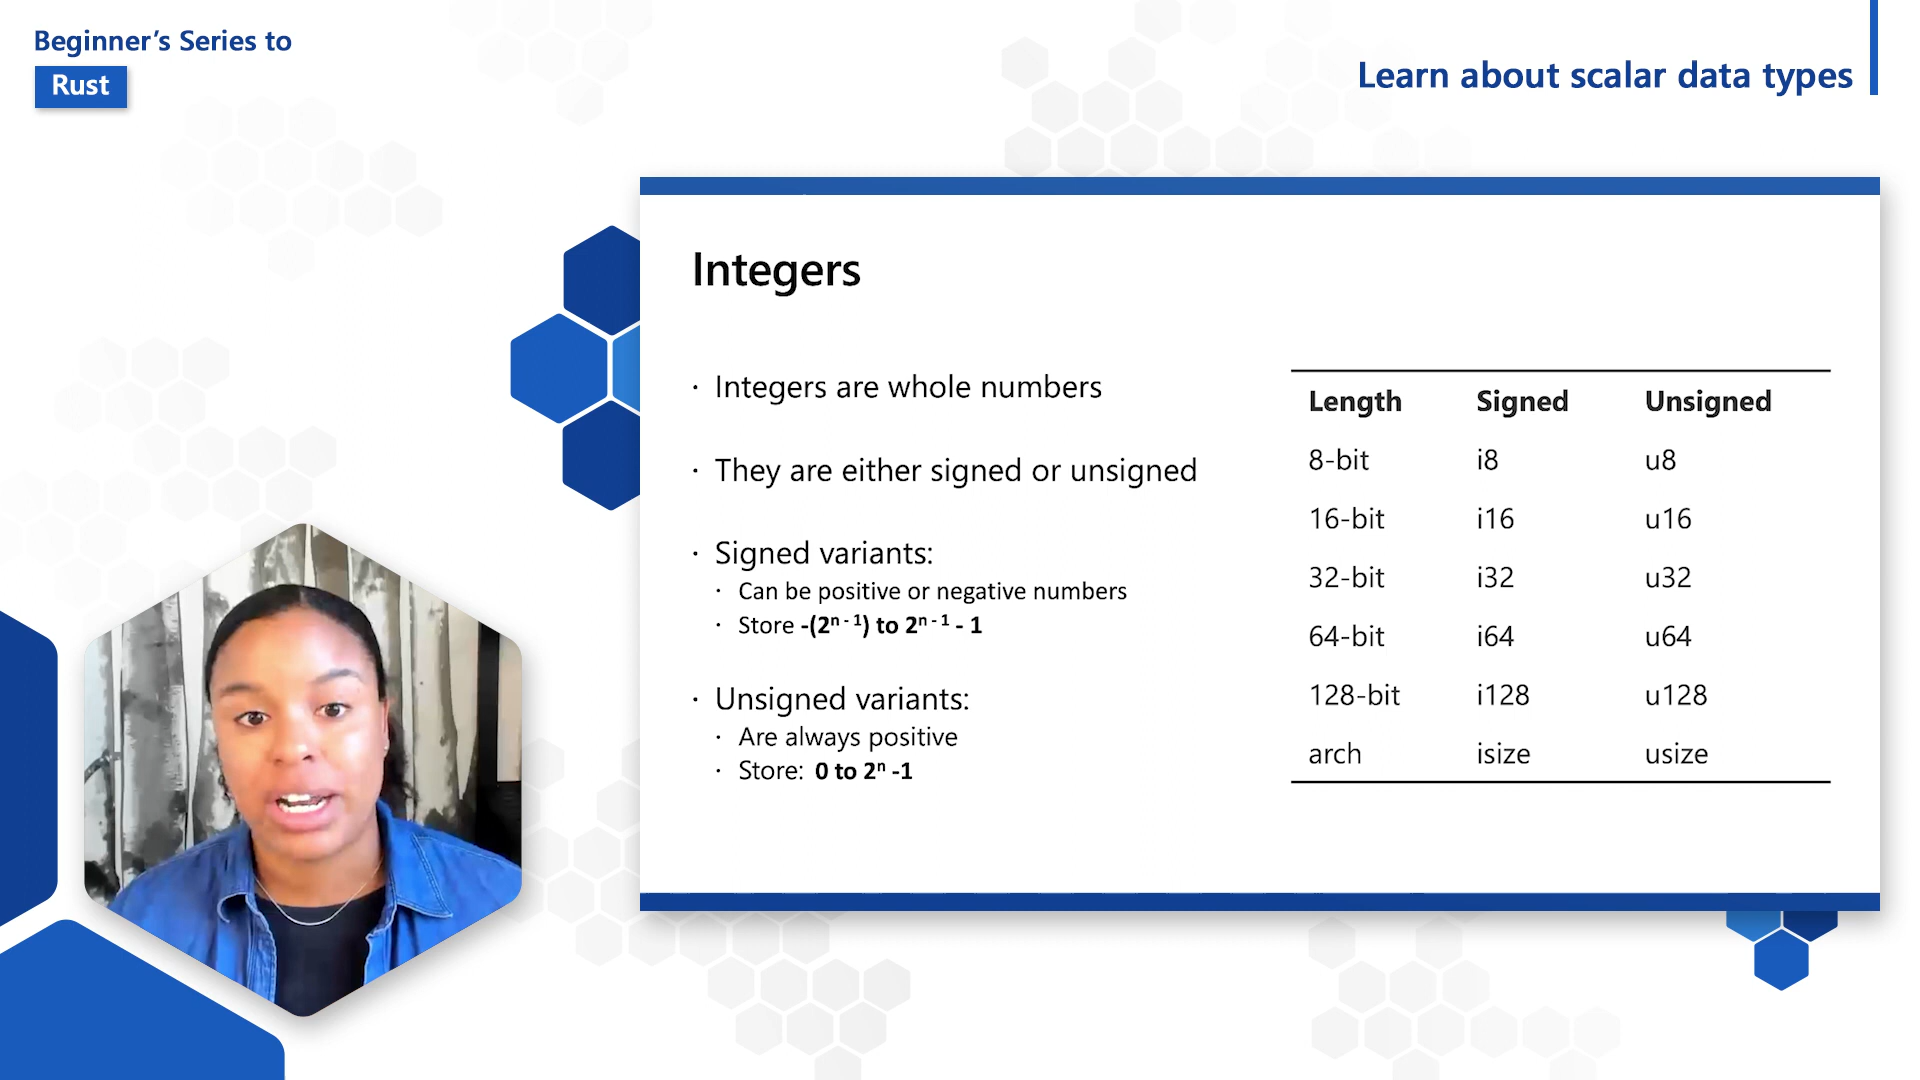 Beginner’s Series to
Rust
Learn about scalar data types
Integers
· Integers are whole numbers
· They are either signed or unsigned
· Signed variants:
· Can be positive or negative numbers
· Store -(2ⁿ⁻¹) to 2ⁿ⁻¹ - 1
· Unsigned variants:
· Are always positive
· Store: 0 to 2ⁿ -1
Length Signed Unsigned
8-bit i8 u8
16-bit i16 u16
32-bit i32 u32
64-bit i64 u64
128-bit i128 u128
arch isize usize